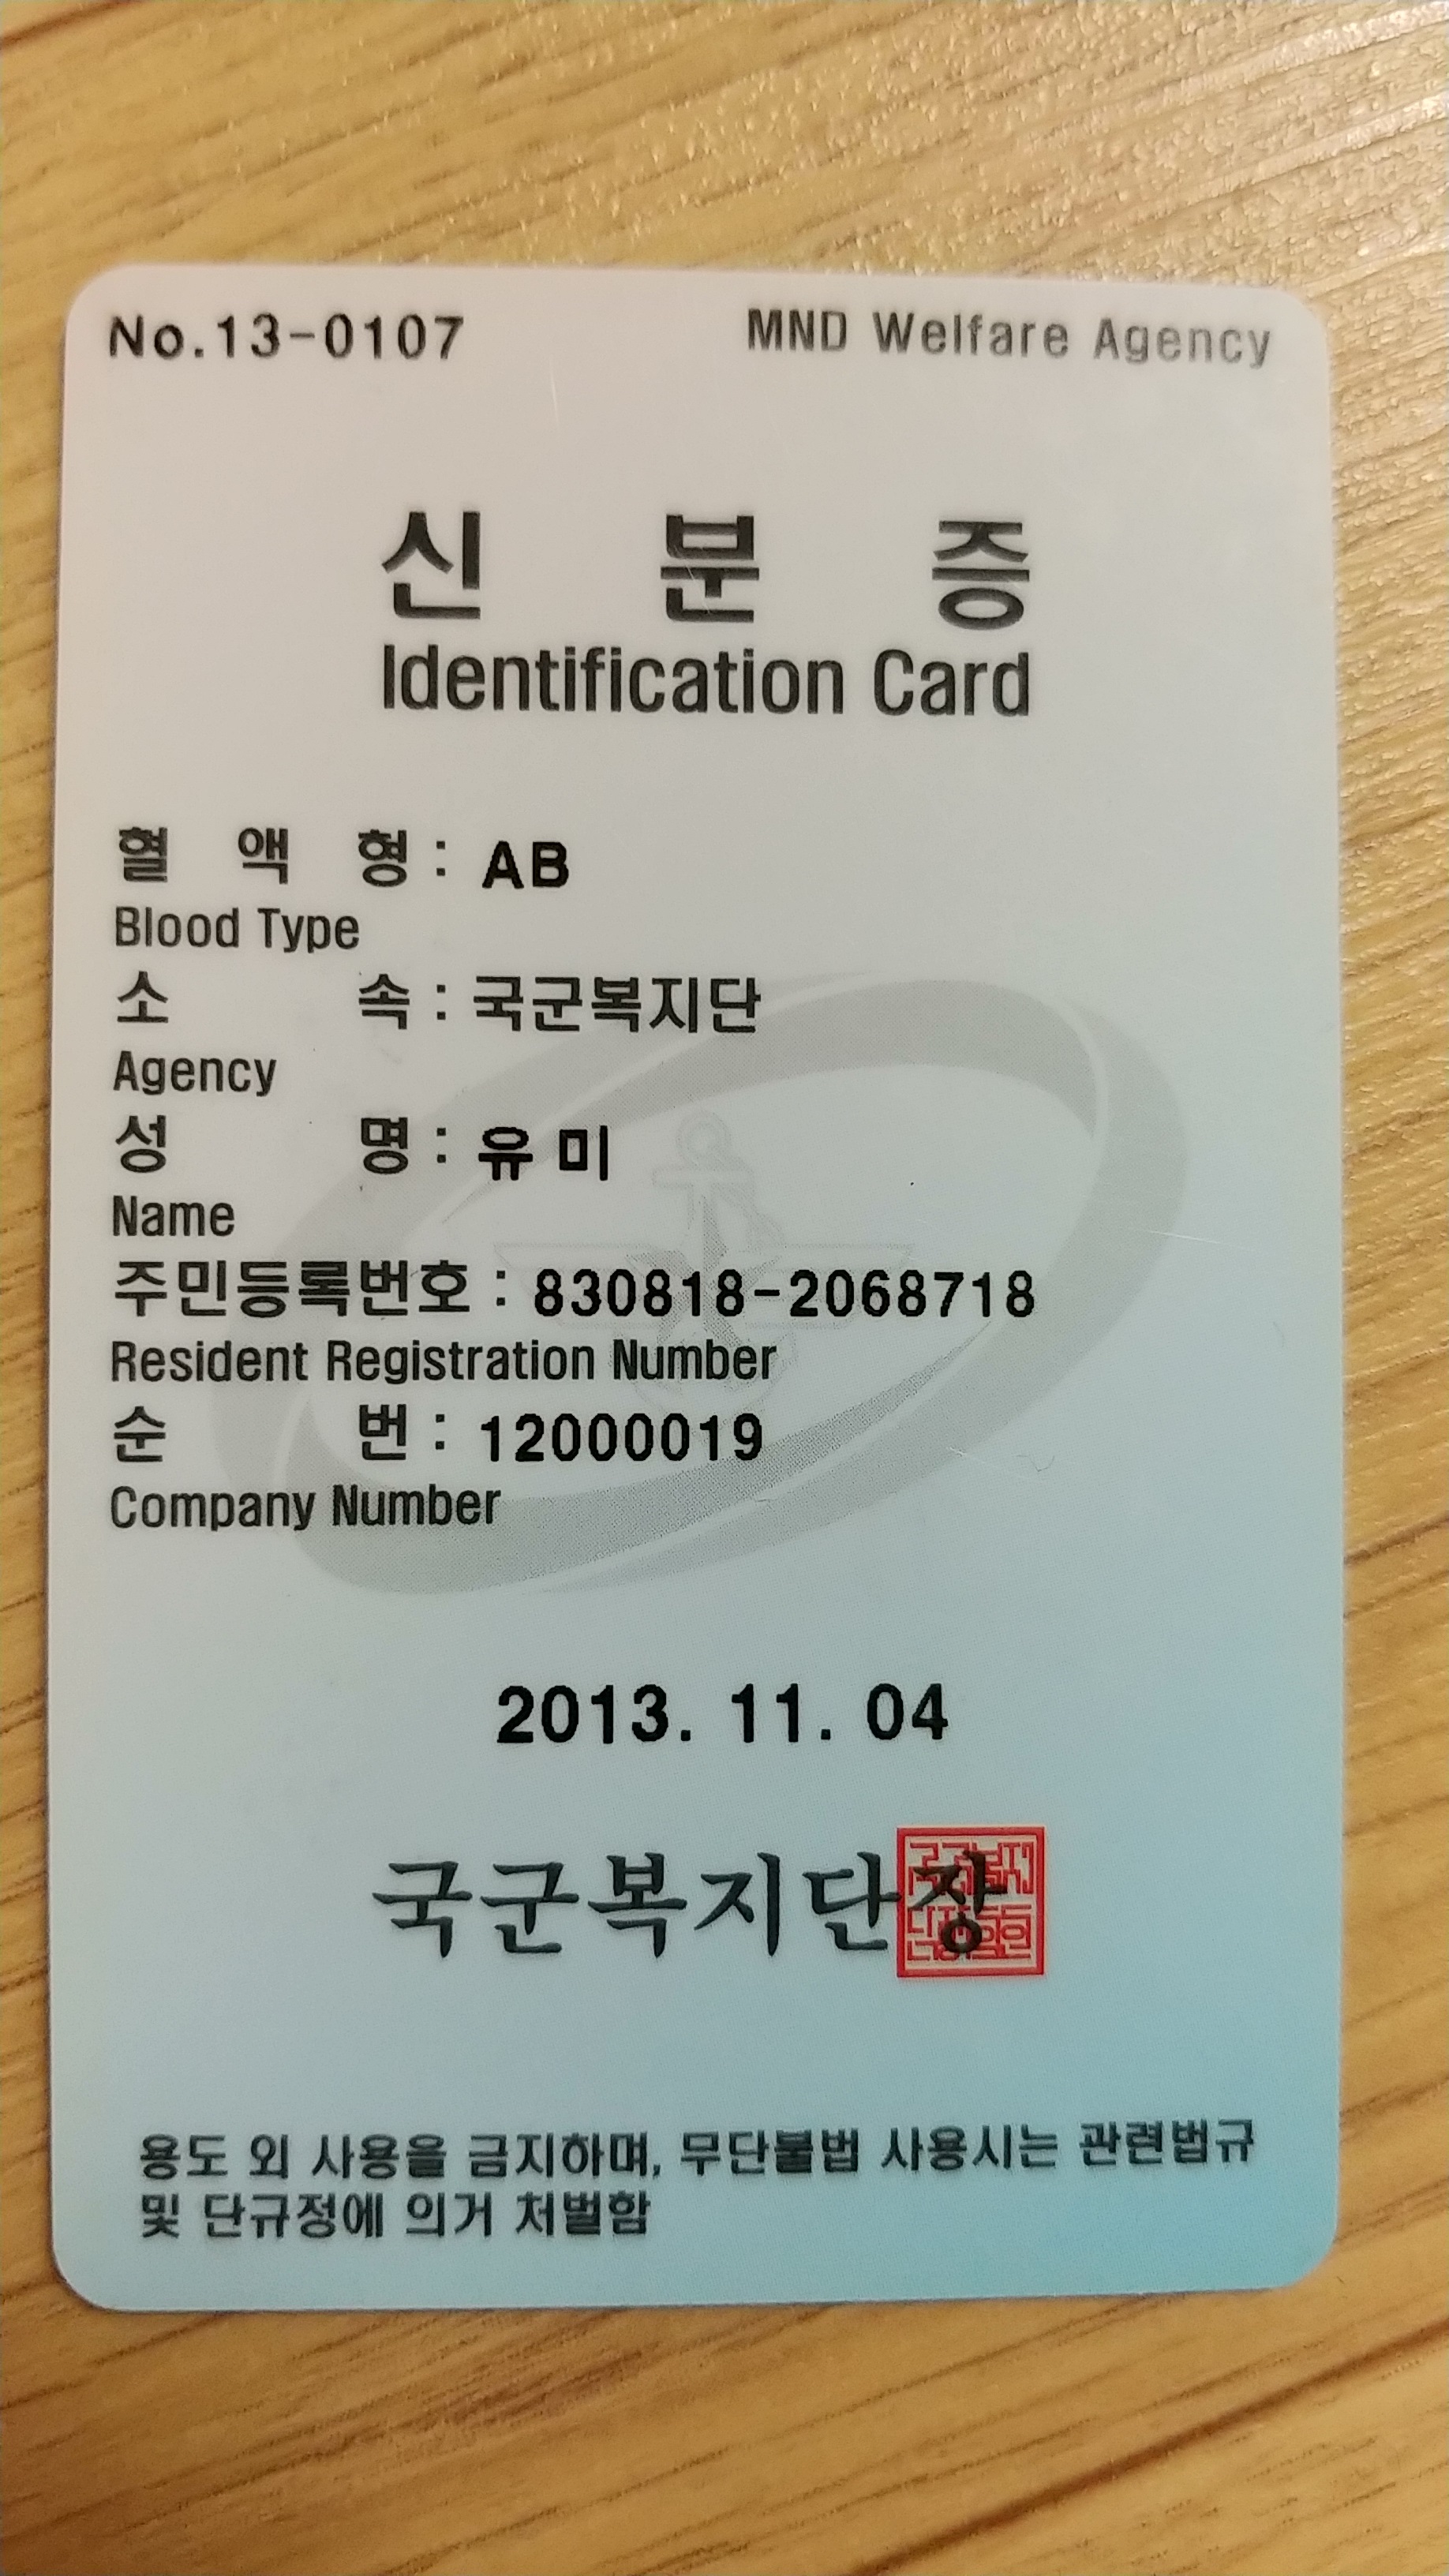 No.13-0107 MND Welfare Agency
신 분 증
Identification Card
혈 액 형 : AB
Blood Type
소 속 : 국군복지단
Agency
성 명 : 유 미
Name
주민등록번호 : 830818-2068718
Resident Registration Number
순 번 : 12000019
Company Number
2013. 11. 04
국군복지단장
용도 외 사용을 금지하며, 무단불법 사용시는 관련법규
및 단규정에 의거 처벌함